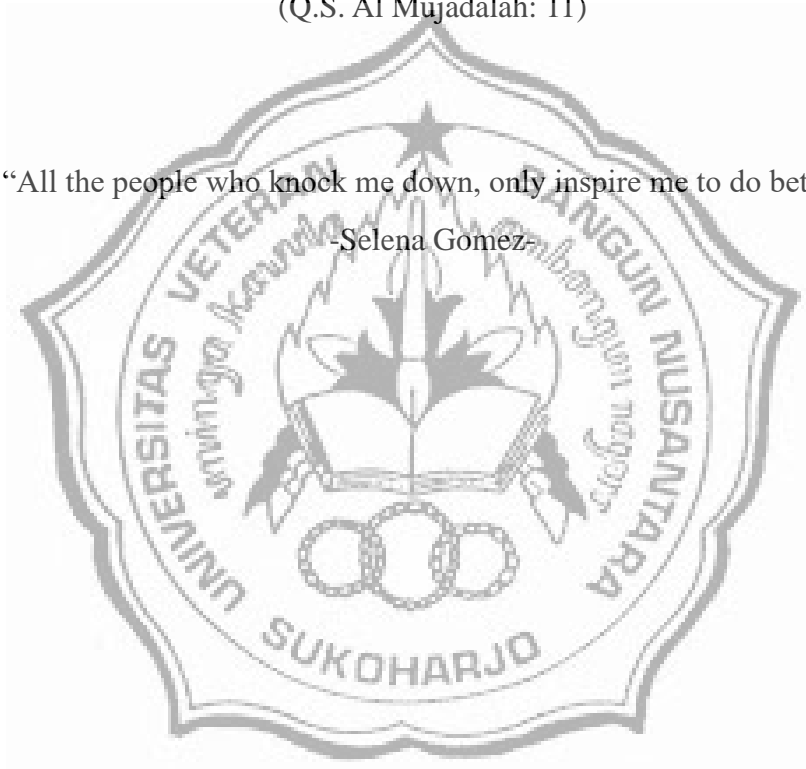 (Q.S. Al Mujadalah: 11)
“All the people who knock me down, only inspire me to do bet
-Selena Gomez-
UNIVERSITAS VETERAN BANGUN NUSANTARA
SUKOHARJO